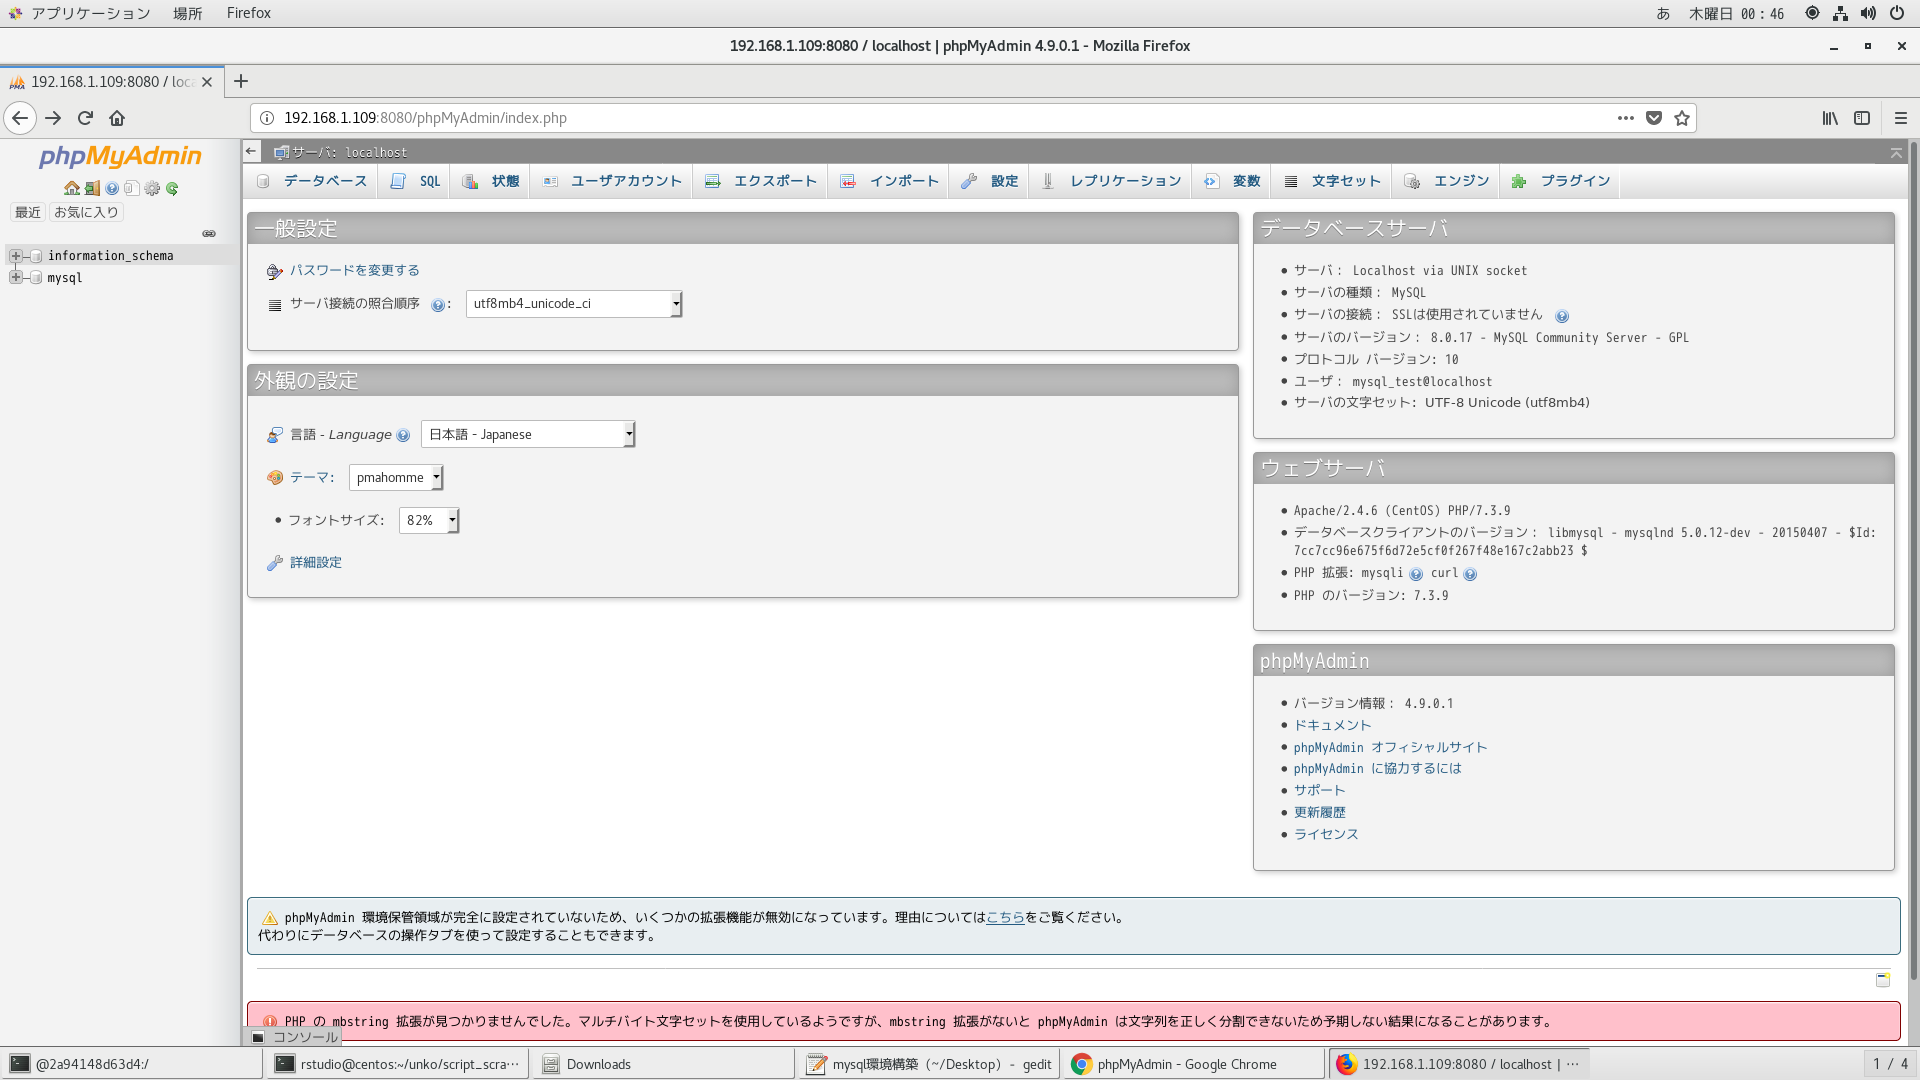 アプリケーション 場所 Firefox あ 木曜日 00：46
192.168.1.109:8080 / localhost | phpMyAdmin 4.9.0.1 - Mozilla Firefox
192.168.1.109:8080 / loca
192.168.1.109:8080/phpMyAdmin/index.php
phpMyAdmin
最近 お気に入り
information_schema
mysql
サーバ: localhost
データベース SQL 状態 ユーザアカウント エクスポート インポート 設定 レプリケーション 変数 文字セット エンジン プラグイン
一般設定
パスワードを変更する
サーバ接続の照合順序 : utf8mb4_unicode_ci
外観の設定
言語 - Language 日本語 - Japanese
テーマ: pmahomme
フォントサイズ: 82%
詳細設定
データベースサーバ
サーバ： Localhost via UNIX socket
サーバの種類： MySQL
サーバの接続： SSLは使用されていません
サーバのバージョン： 8.0.17 - MySQL Community Server - GPL
プロトコル バージョン: 10
ユーザ： mysql_test@localhost
サーバの文字セット: UTF-8 Unicode (utf8mb4)
ウェブサーバ
Apache/2.4.6 (CentOS) PHP/7.3.9
データベースクライアントのバージョン： libmysql - mysqlnd 5.0.12-dev - 20150407 - $Id:
7cc7cc96e675f6d72e5cf0f267f48e167c2abb23 $
PHP 拡張: mysqli curl
PHP のバージョン: 7.3.9
phpMyAdmin
バージョン情報： 4.9.0.1
ドキュメント
phpMyAdmin オフィシャルサイト
phpMyAdmin に協力するには
サポート
更新履歴
ライセンス
phpMyAdmin 環境保管領域が完全に設定されていないため、いくつかの拡張機能が無効になっています。理由についてはこちらをご覧ください。
代わりにデータベースの操作タブを使って設定することもできます。
PHP の mbstring 拡張が見つかりませんでした。マルチバイト文字セットを使用しているようですが、mbstring 拡張がないと phpMyAdmin は文字列を正しく分割できないため予期しない結果になることがあります。
コンソール
@2a94148d63d4:/ rstudio@centos:~/unko/script_scra… Downloads mysql環境構築 (~/Desktop) - gedit phpMyAdmin - Google Chrome 192.168.1.109:8080 / localhost | … 1 / 4